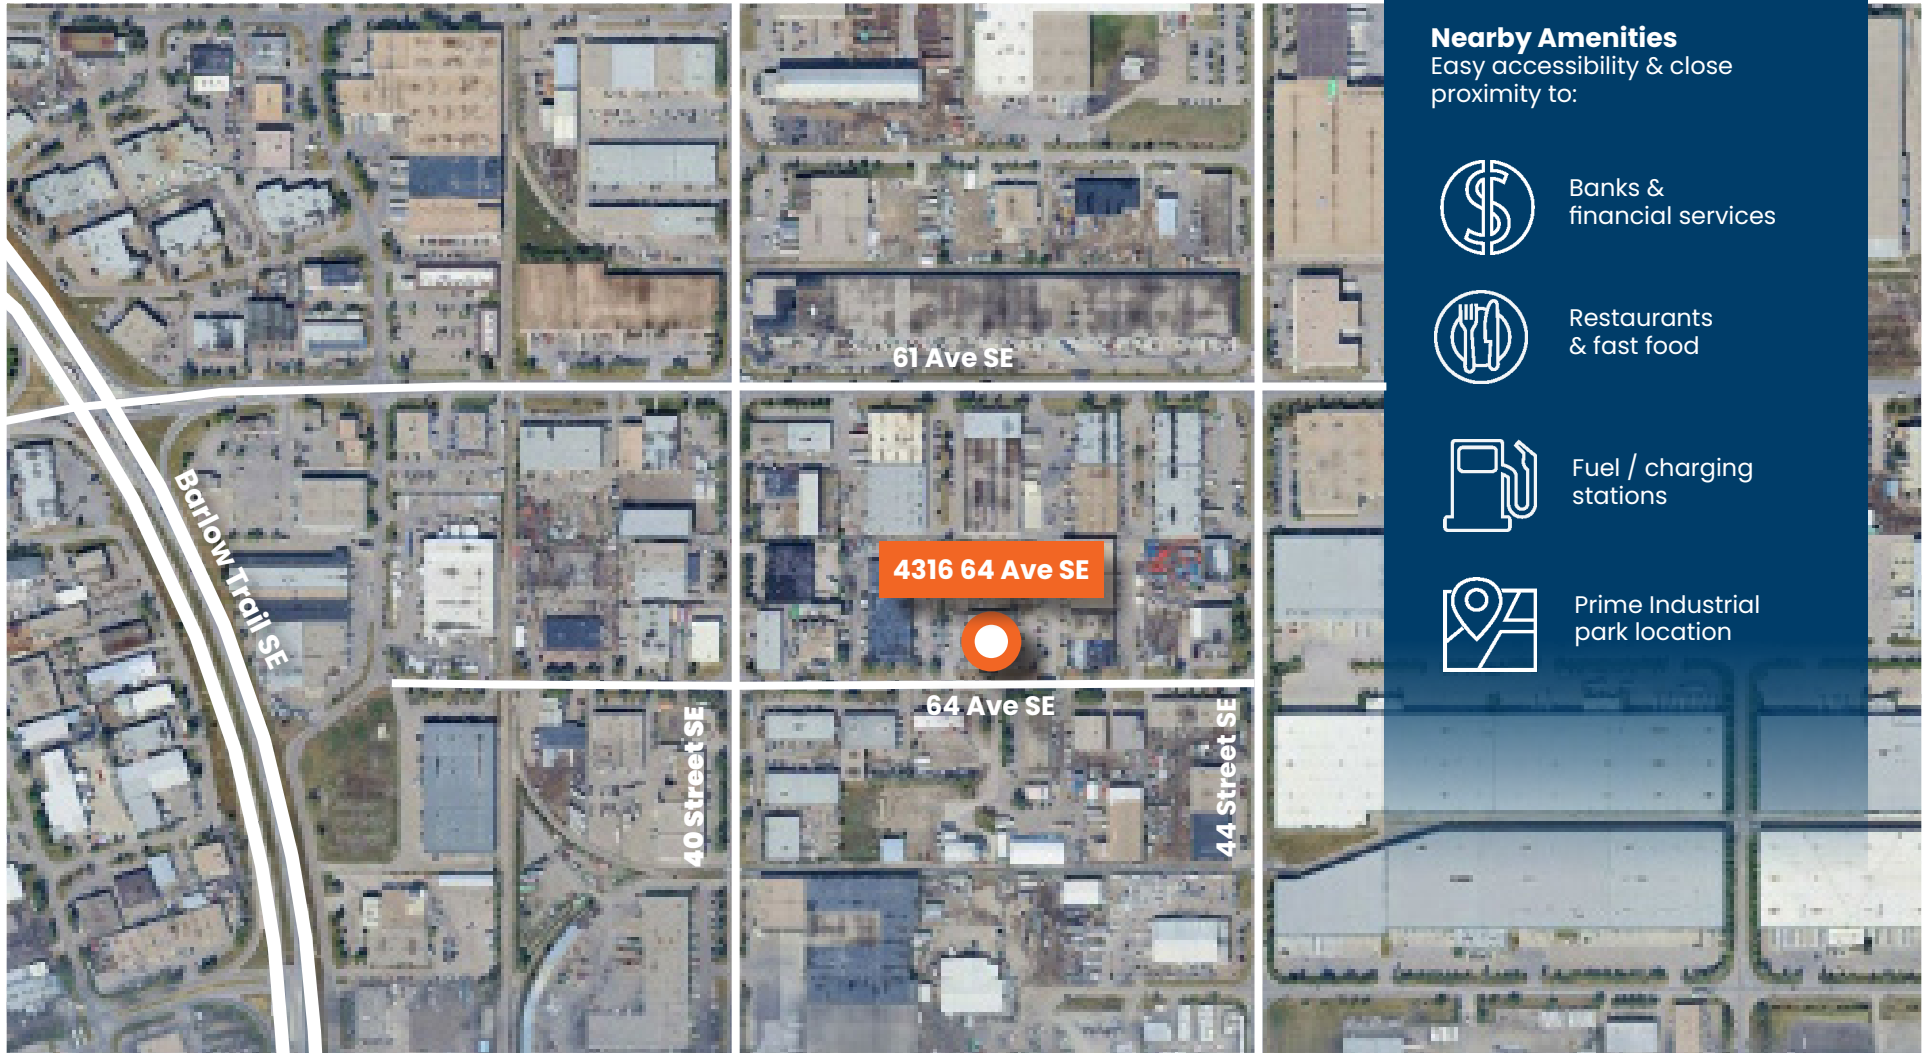 Nearby Amenities
Easy accessibility & close
proximity to:
Banks &
financial services
Restaurants
& fast food
Fuel / charging
stations
Prime Industrial
park location
61 Ave SE
Barlow Trail SE
4316 64 Ave SE
64 Ave SE
40 Street SE
44 Street SE